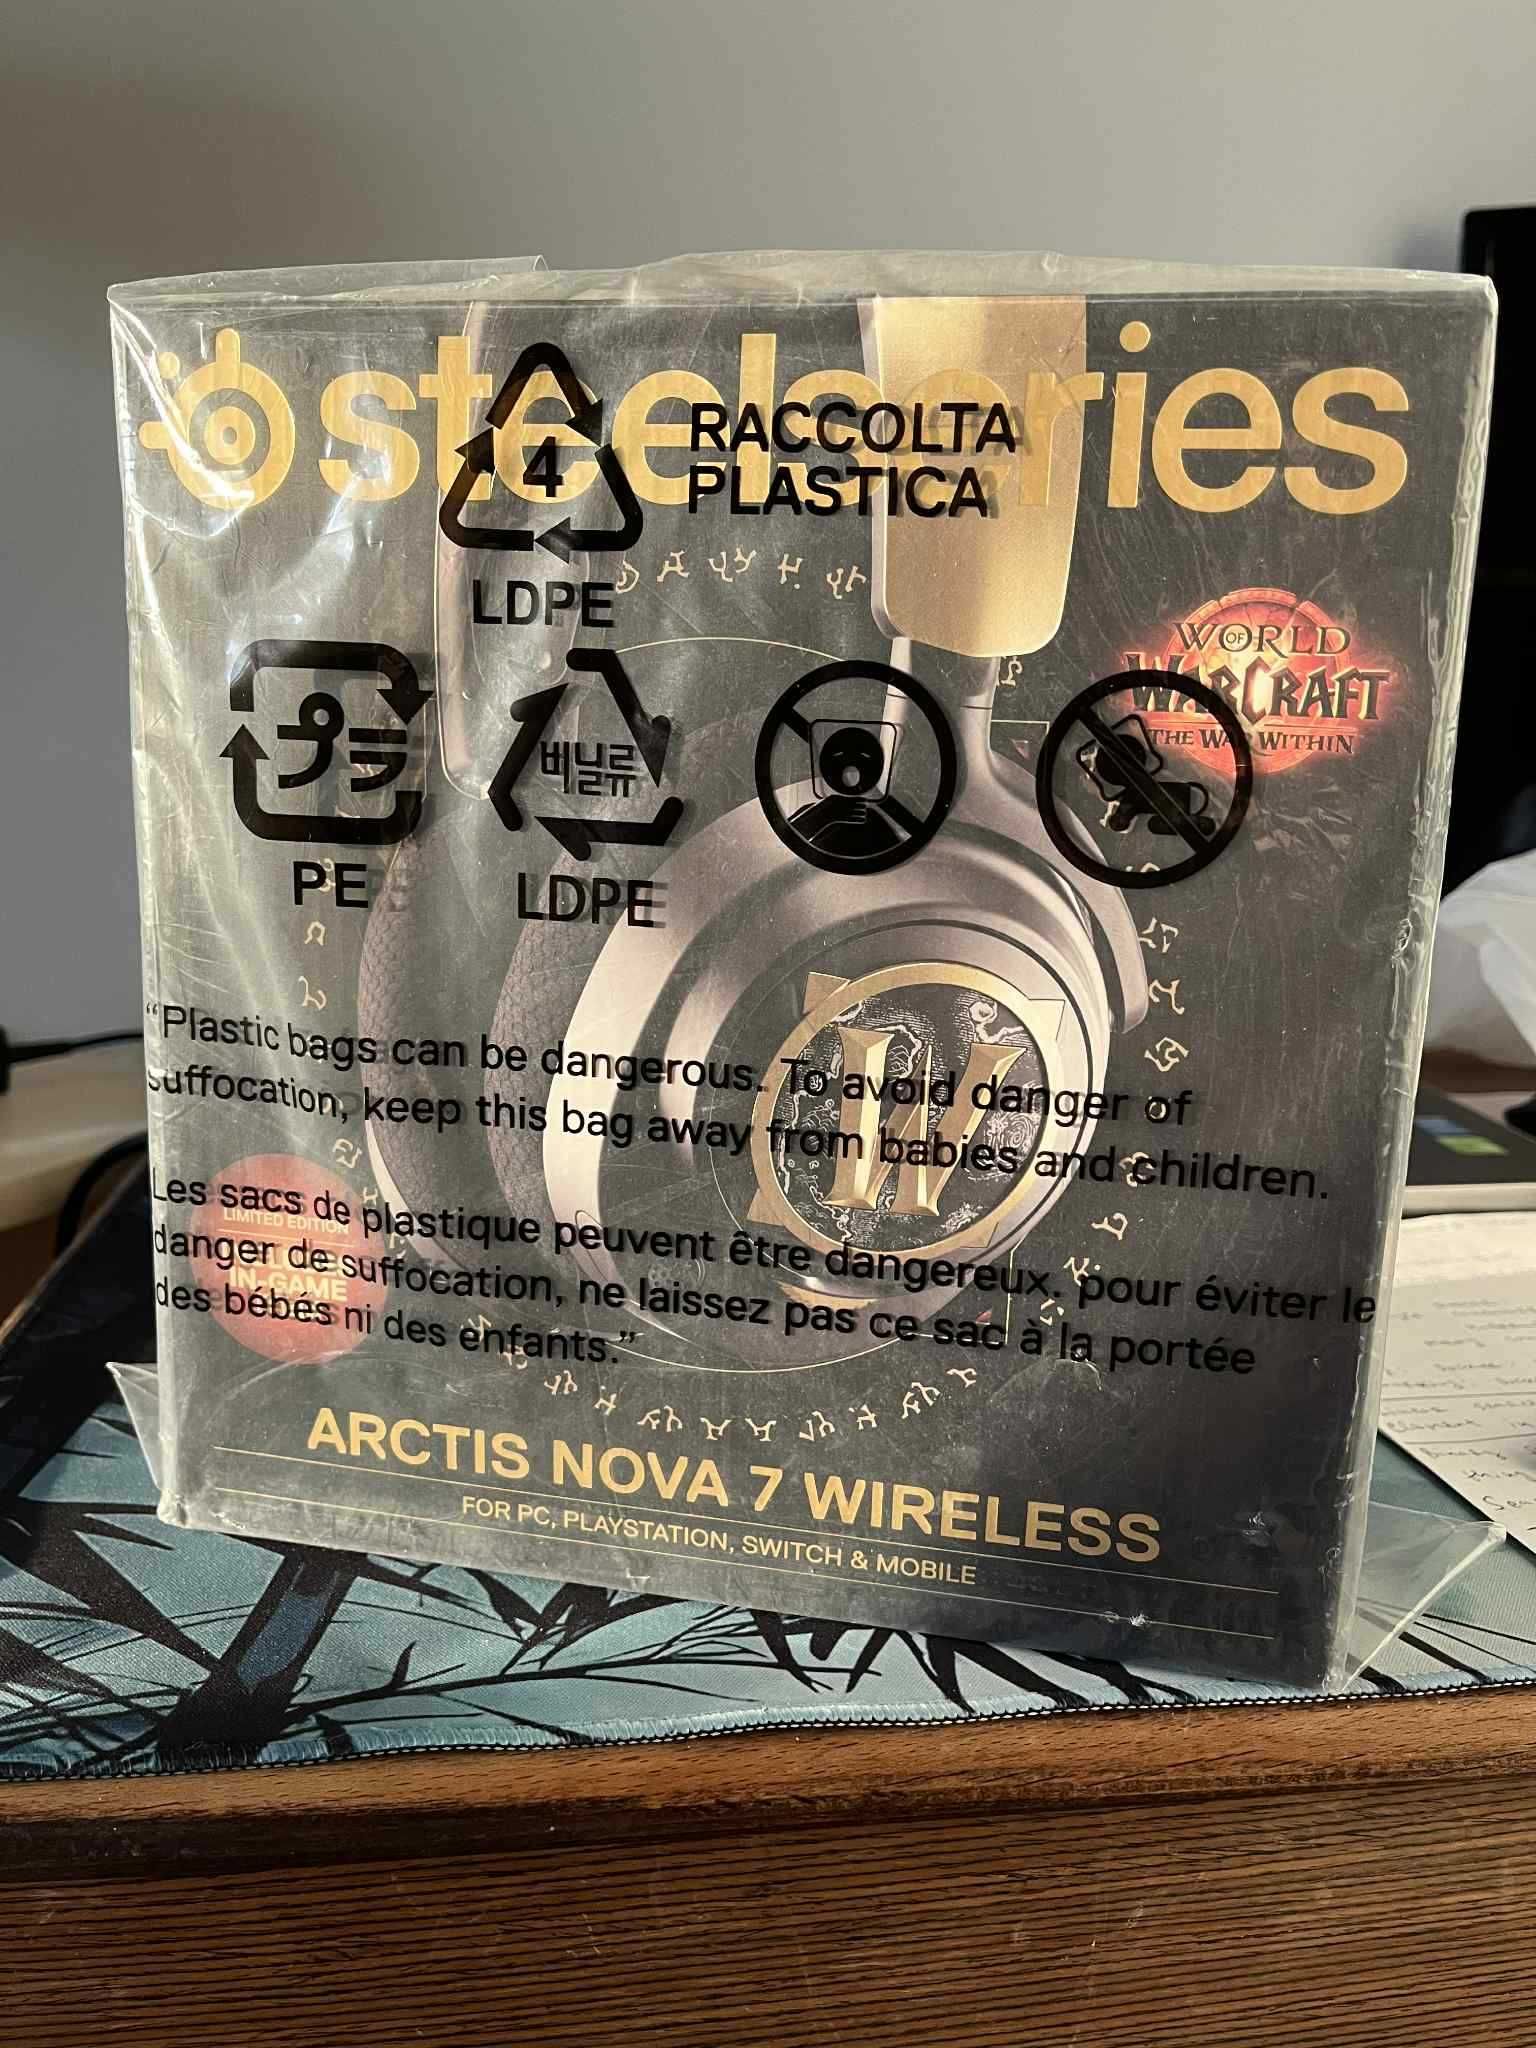 steelseries
4
RACCOLTA
PLASTICA
LDPE
WORLD
OF
WARCRAFT
THE WAR WITHIN
プラ
PE
비닐류
LDPE
“Plastic bags can be dangerous. To avoid danger of
suffocation, keep this bag away from babies and children.
Les sacs de plastique peuvent être dangereux. pour éviter le
danger de suffocation, ne laissez pas ce sac à la portée
des bébés ni des enfants.”
W
LIMITED EDITION
IN-GAME
ARCTIS NOVA 7 WIRELESS
FOR PC, PLAYSTATION, SWITCH & MOBILE